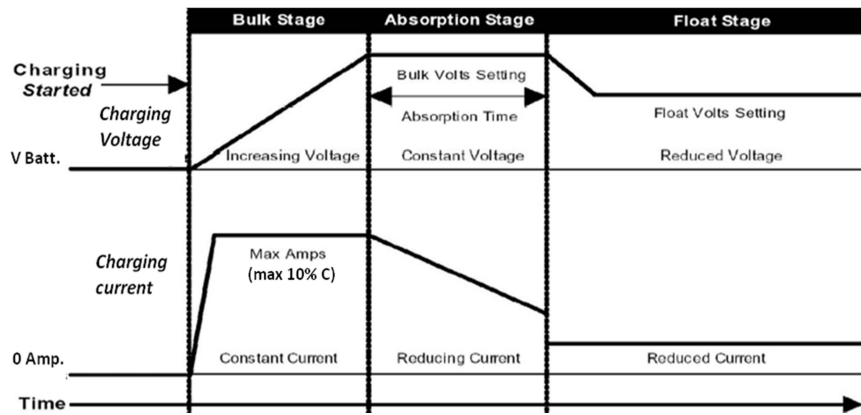 Bulk Stage
Absorption Stage
Float Stage
Charging
Started
Charging
Voltage
Bulk Volts Setting
Absorption Time
Float Volts Setting
V Batt.
Increasing Voltage
Constant Voltage
Reduced Voltage
Charging
current
Max Amps
(max 10% C)
0 Amp.
Constant Current
Reducing Current
Reduced Current
Time